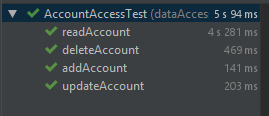 AccountAccessTest (dataAcces 5 s 94 ms
readAccount 4 s 281 ms
deleteAccount 469 ms
addAccount 141 ms
updateAccount 203 ms